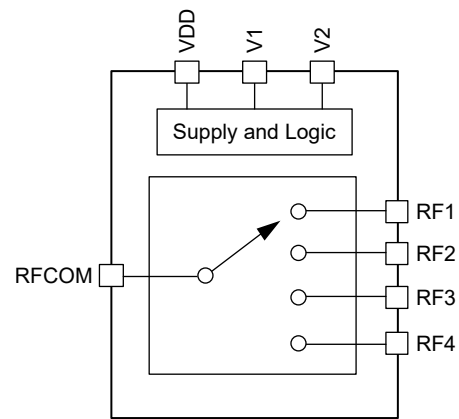 VDD
V1
V2
Supply and Logic
RFCOM
RF1
RF2
RF3
RF4